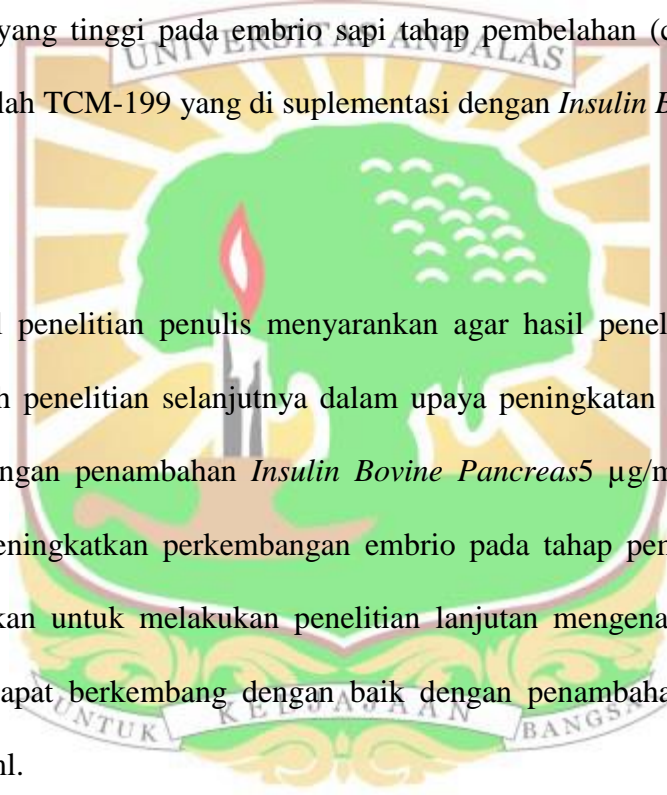 yang tinggi pada embrio sapi tahap pembelahan (
UNIVERSITAS ANDALAS
lah TCM-199 yang di suplementasi dengan Insulin B
l penelitian penulis menyarankan agar hasil penel
n penelitian selanjutnya dalam upaya peningkatan
ngan penambahan Insulin Bovine Pancreas5 µg/m
eningkatkan perkembangan embrio pada tahap pem
kan untuk melakukan penelitian lanjutan mengena
apat berkembang dengan baik dengan penambaha
UNTUK KEDJAJAAN BANGSA
ml.